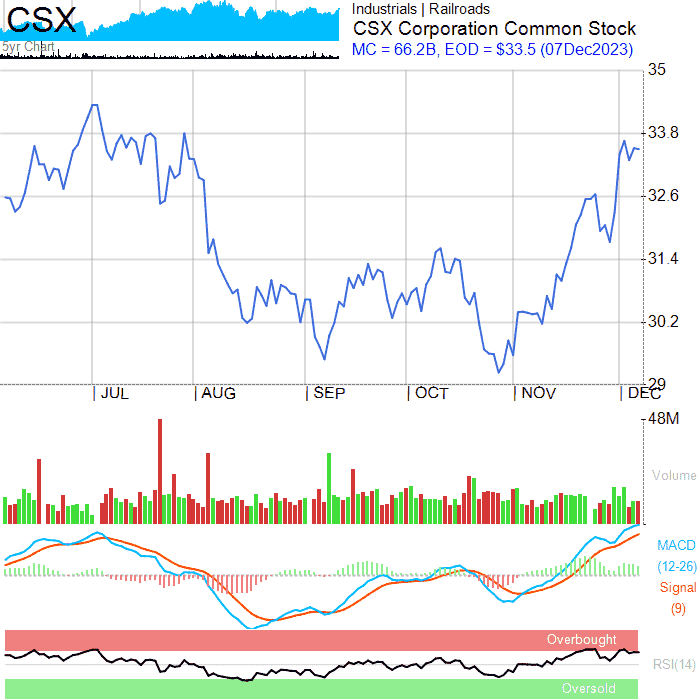 CSX
5yr Chart
Industrials | Railroads
CSX Corporation Common Stock
MC = 66.2B, EOD = $33.5 (07Dec2023)
35
33.8
32.6
31.4
30.2
29
JUL
AUG
SEP
OCT
NOV
DEC
48M
Volume
MACD
(12-26)
Signal
(9)
Overbought
RSI(14)
Oversold